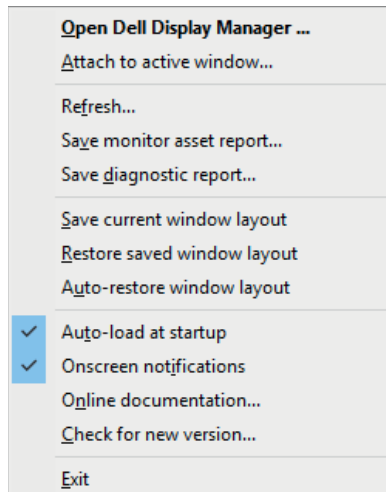 Open Dell Display Manager ...
Attach to active window...
Refresh...
Save monitor asset report...
Save diagnostic report...
Save current window layout
Restore saved window layout
Auto-restore window layout
Auto-load at startup
Onscreen notifications
Online documentation...
Check for new version...
Exit